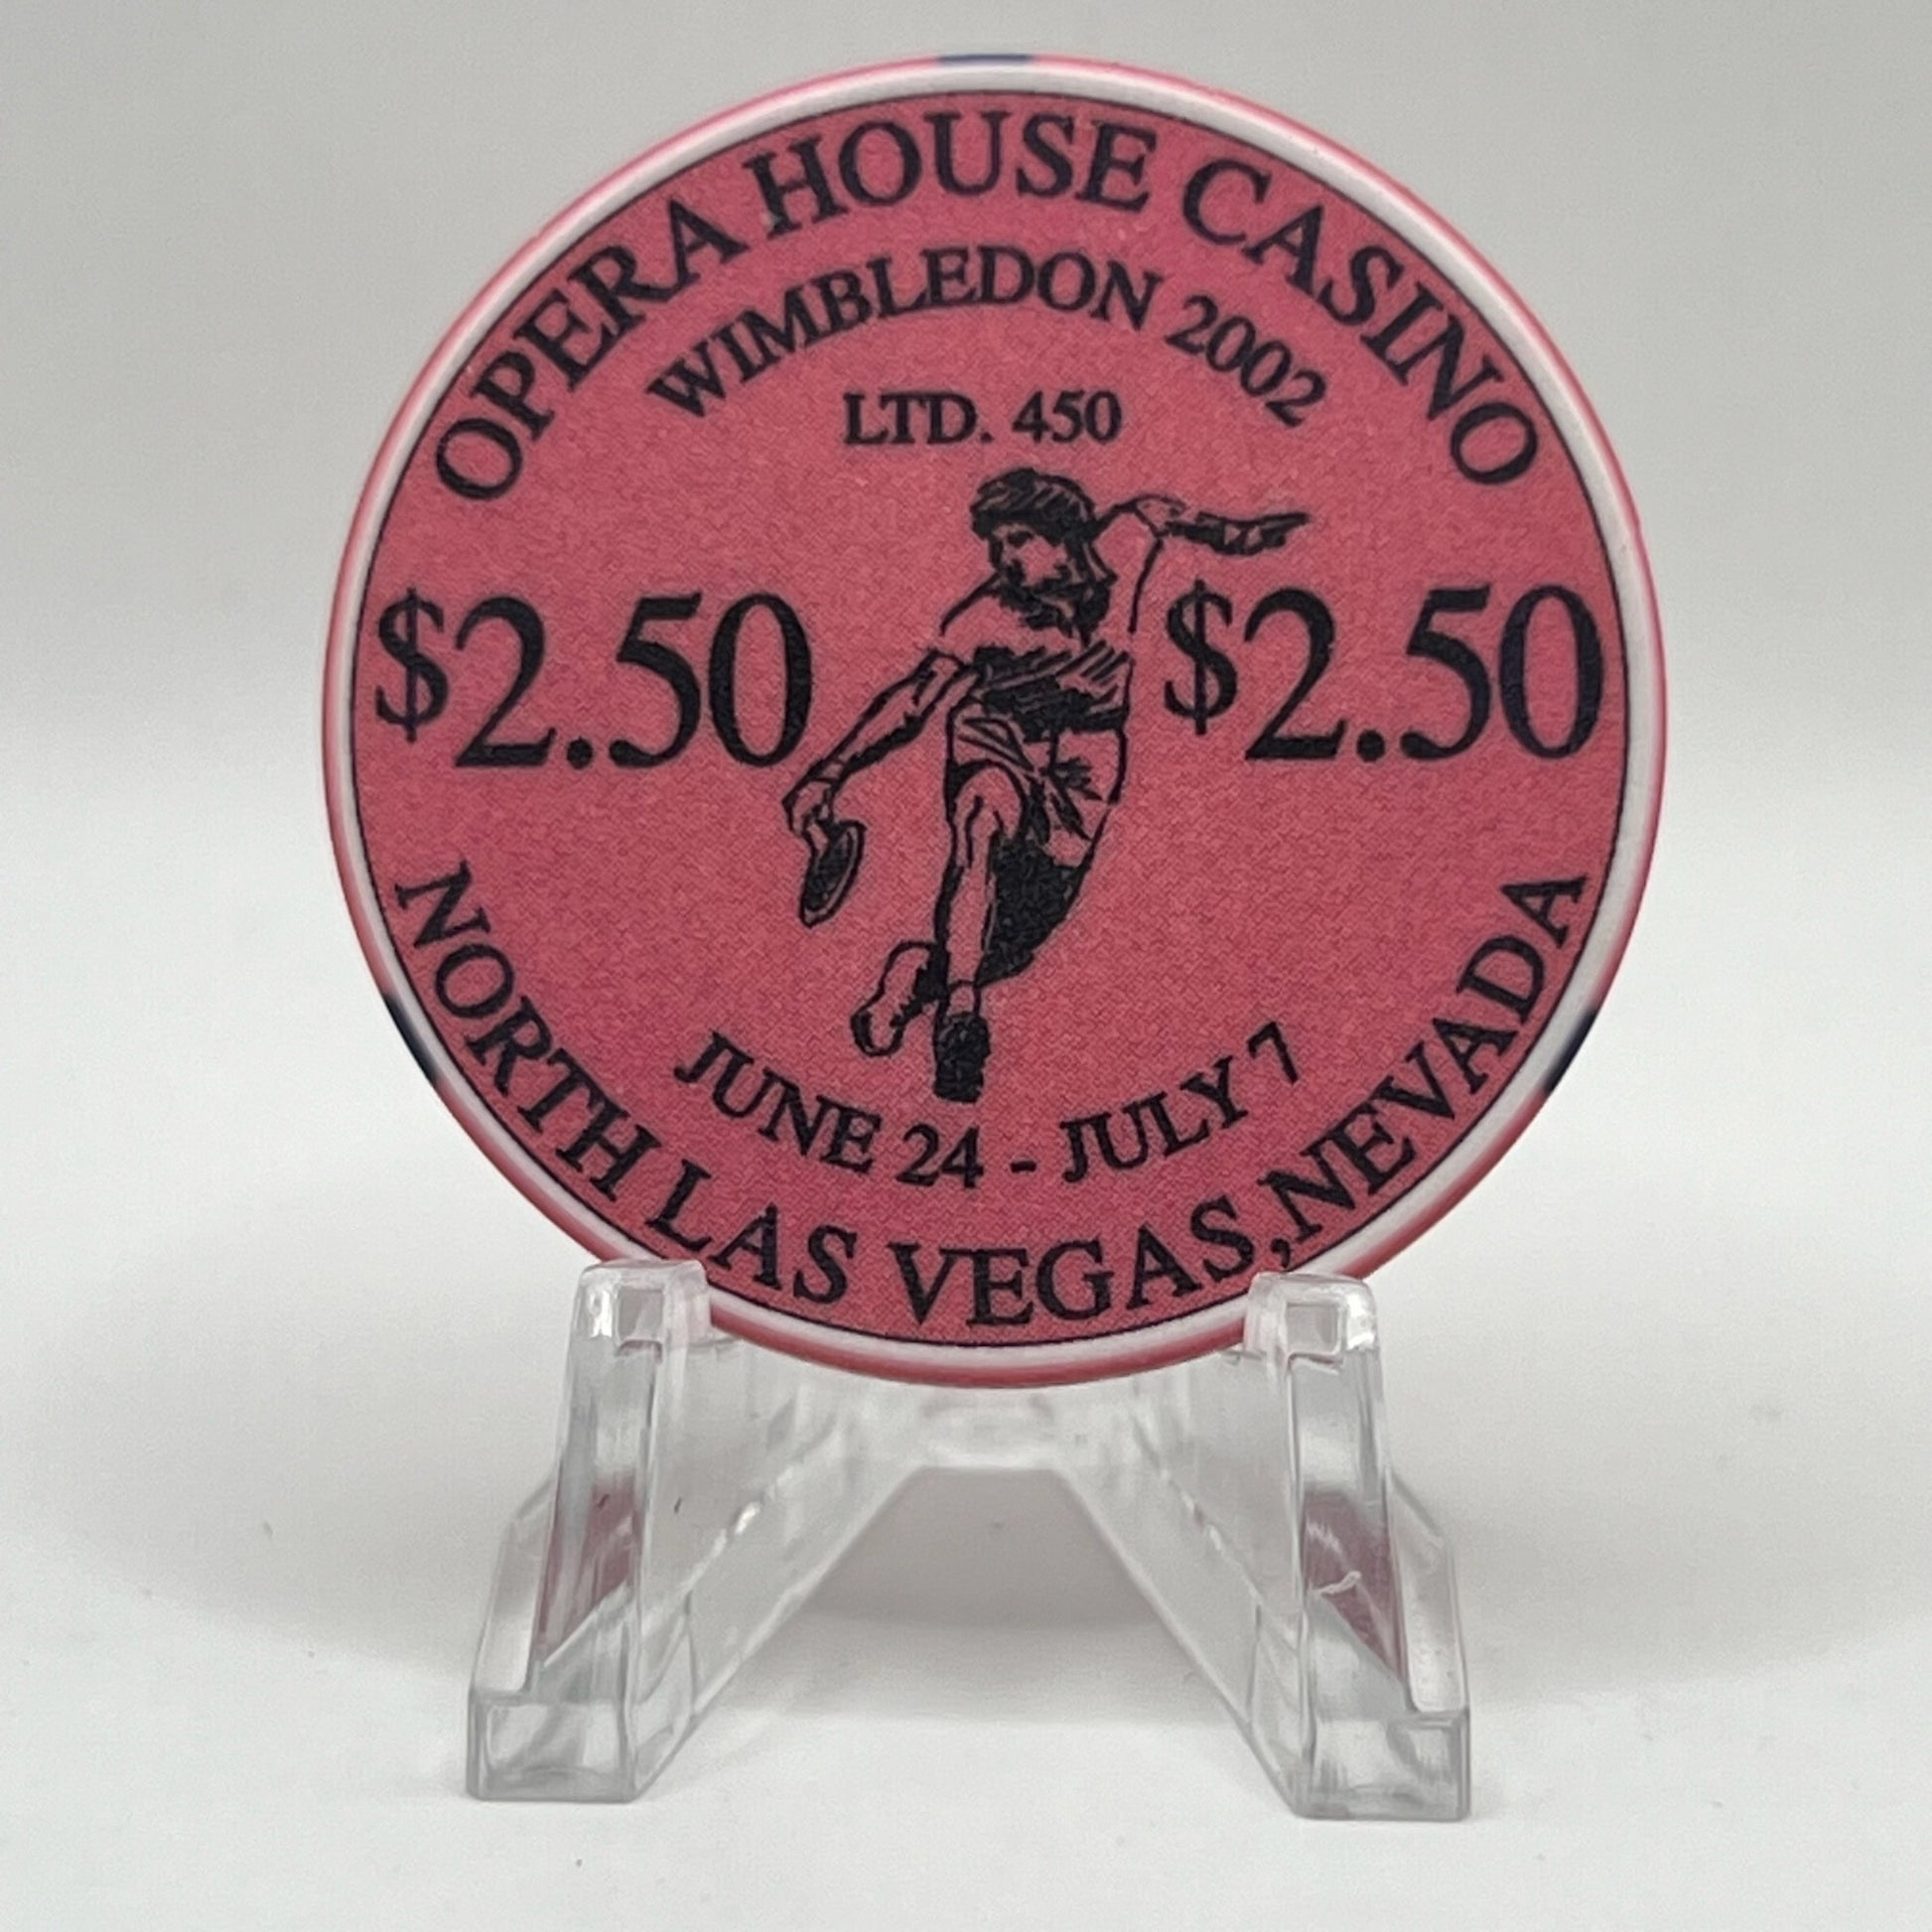 OPERA HOUSE CASINO
WIMBLEDON 2002
LTD. 450
$2.50 $2.50
JUNE 24 - JULY 7
NORTH LAS VEGAS, NEVADA